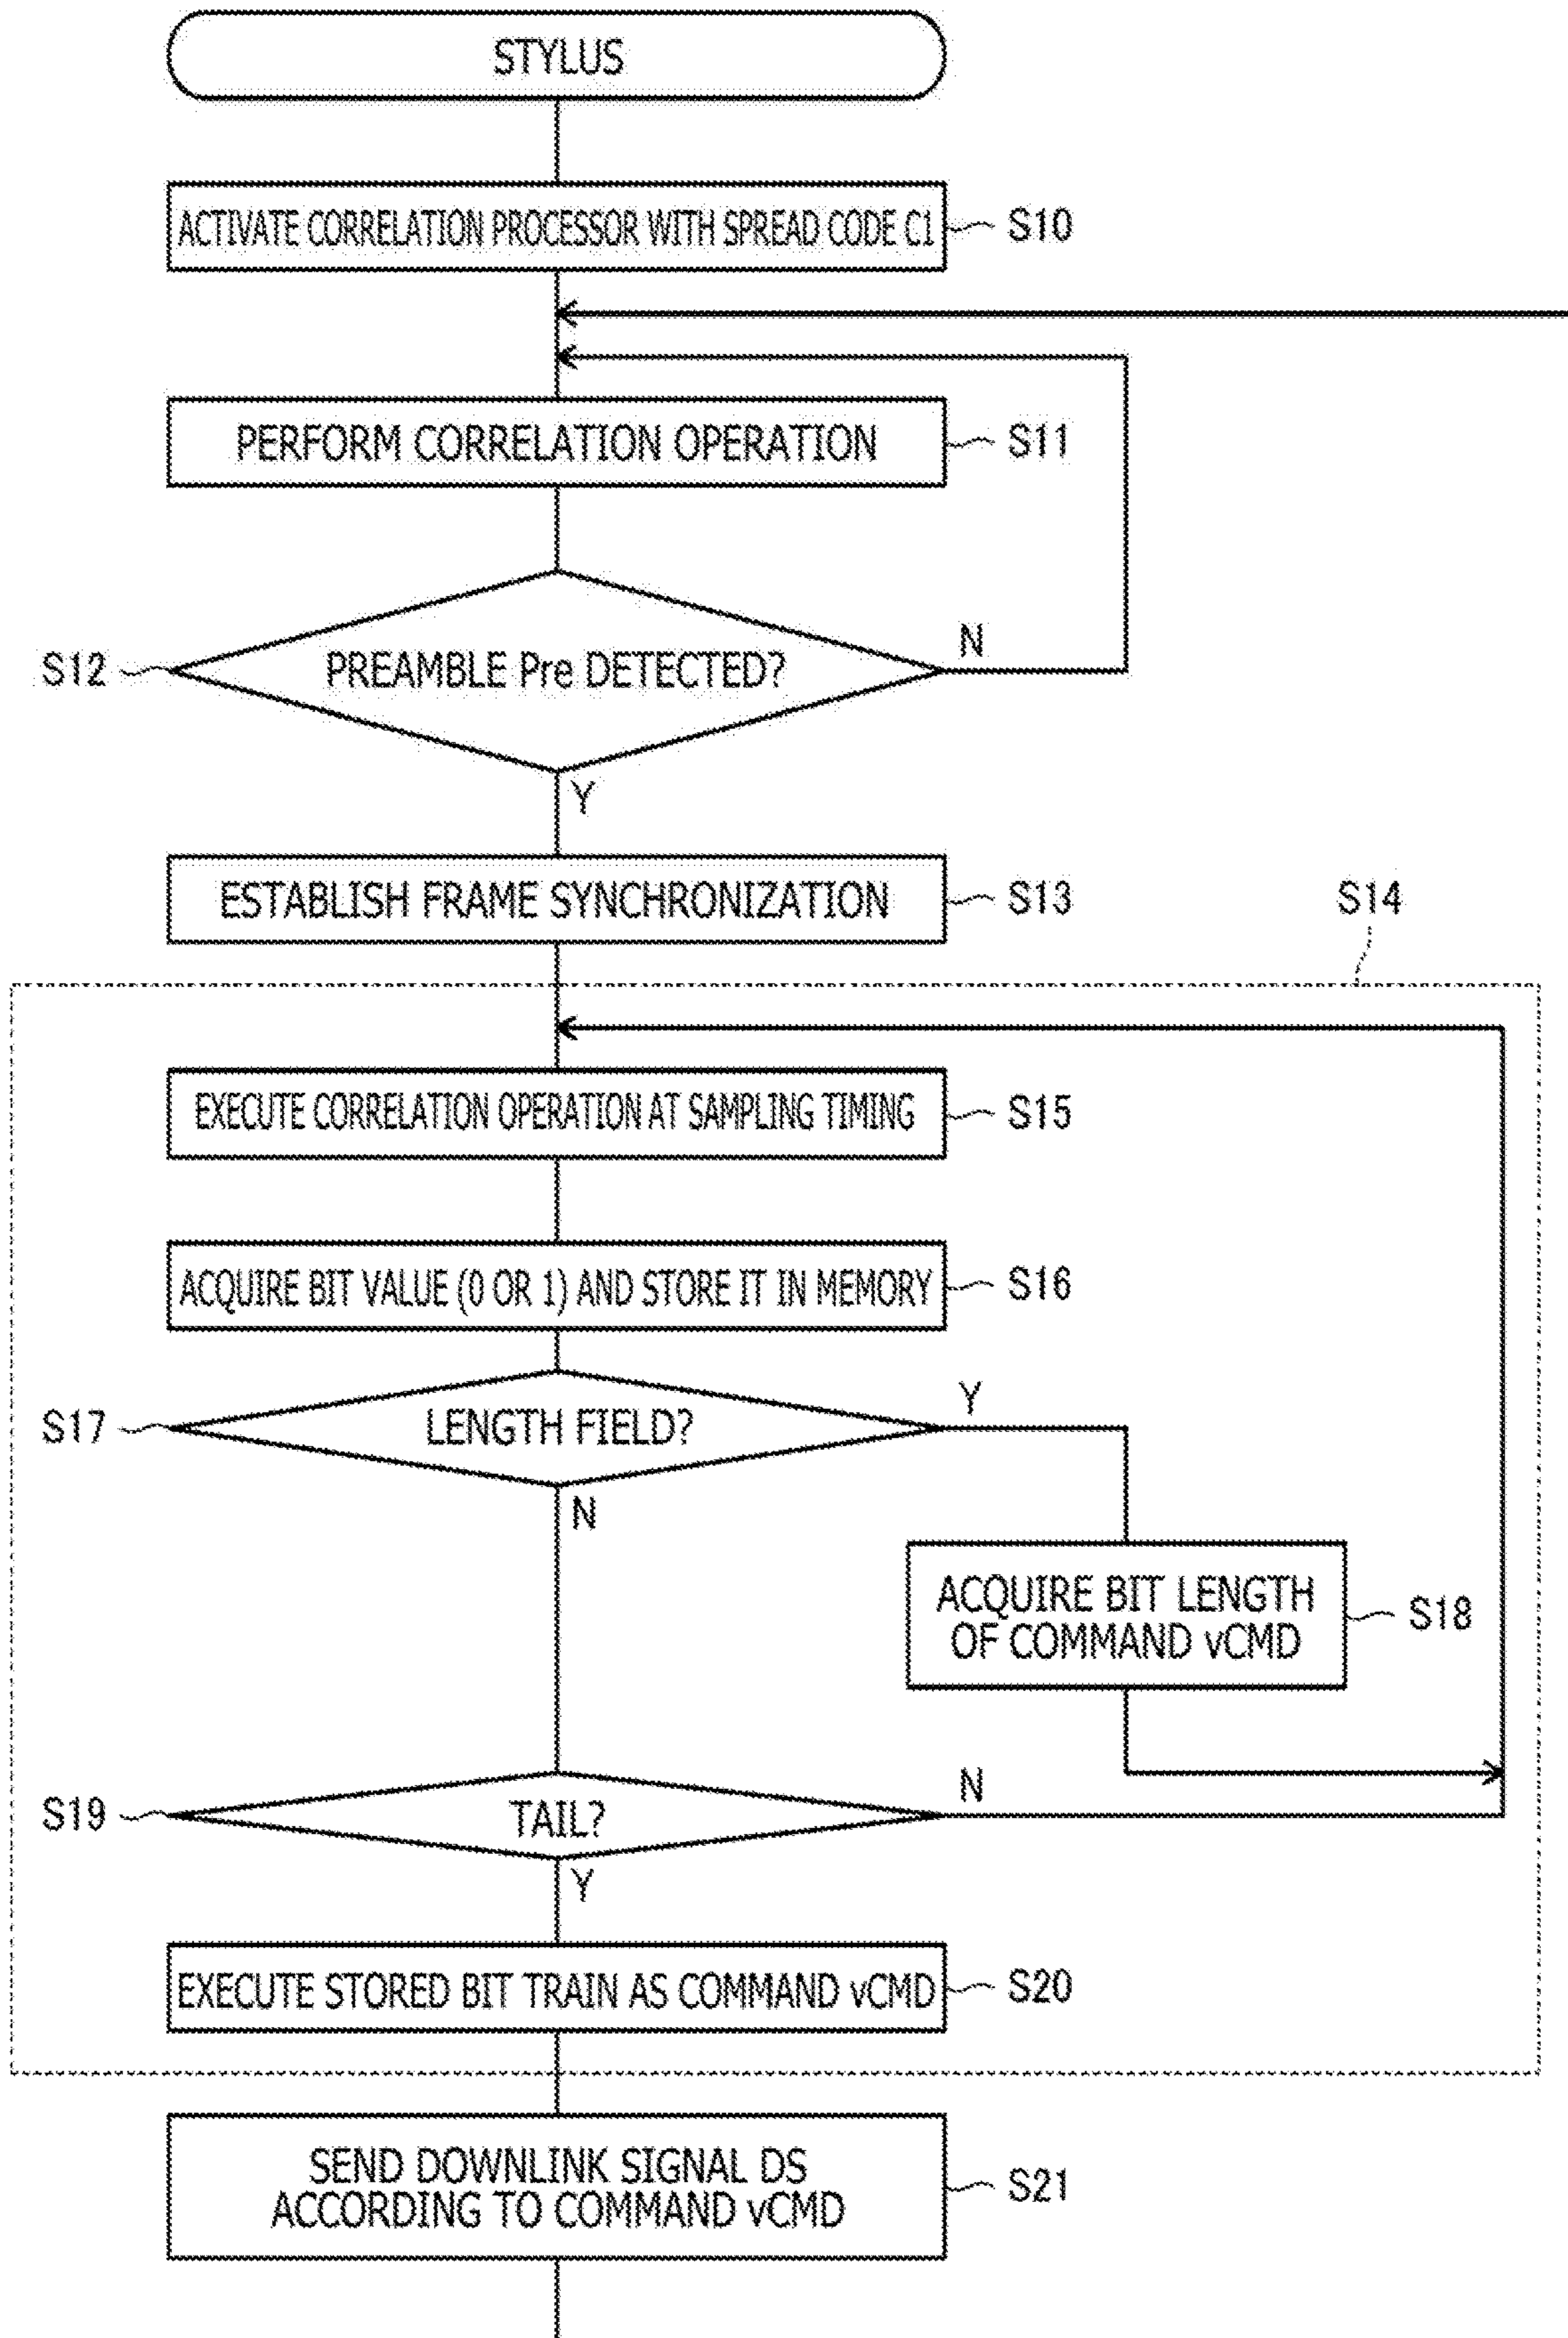 STYLUS
ACTIVATE CORRELATION PROCESSOR WITH SPREAD CODE C1
S10
PERFORM CORRELATION OPERATION
S11
N
S12
PREAMBLE Pre DETECTED?
Y
ESTABLISH FRAME SYNCHRONIZATION
S13
S14
EXECUTE CORRELATION OPERATION AT SAMPLING TIMING
S15
ACQUIRE BIT VALUE (0 OR 1) AND STORE IT IN MEMORY
S16
Y
S17
LENGTH FIELD?
N
ACQUIRE BIT LENGTH
OF COMMAND vCMD
S18
N
S19
TAIL?
Y
EXECUTE STORED BIT TRAIN AS COMMAND vCMD
S20
SEND DOWNLINK SIGNAL DS
ACCORDING TO COMMAND vCMD
S21